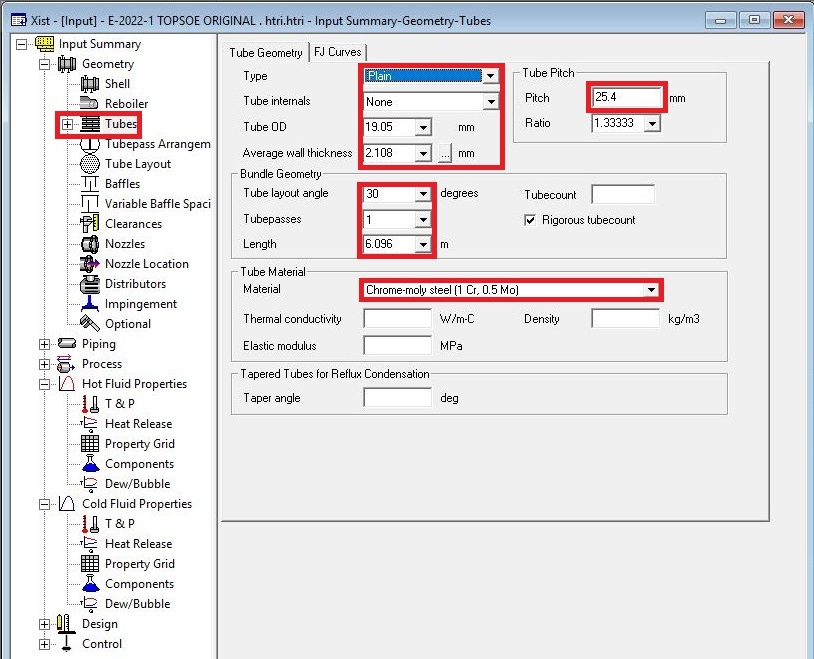 Xist - [Input] - E-2022-1 TOPSOE ORIGINAL . htri.htri - Input Summary-Geometry-Tubes
Input Summary
Geometry
Shell
Reboiler
Tubes
Tubepass Arrangem
Tube Layout
Baffles
Variable Baffle Spaci
Clearances
Nozzles
Nozzle Location
Distributors
Impingement
Optional
Piping
Process
Hot Fluid Properties
T & P
Heat Release
Property Grid
Components
Dew/Bubble
Cold Fluid Properties
T & P
Heat Release
Property Grid
Components
Dew/Bubble
Design
Control
Tube Geometry FJ Curves
Type Plain
Tube internals None
Tube OD 19.05 mm
Average wall thickness 2.108 ... mm
Tube Pitch
Pitch 25.4 mm
Ratio 1.33333
Bundle Geometry
Tube layout angle 30 degrees
Tubepasses 1
Length 6.096 m
Tubecount
Rigorous tubecount
Tube Material
Material Chrome-moly steel (1 Cr, 0.5 Mo)
Thermal conductivity W/m-C Density kg/m3
Elastic modulus MPa
Tapered Tubes for Reflux Condensation
Taper angle deg